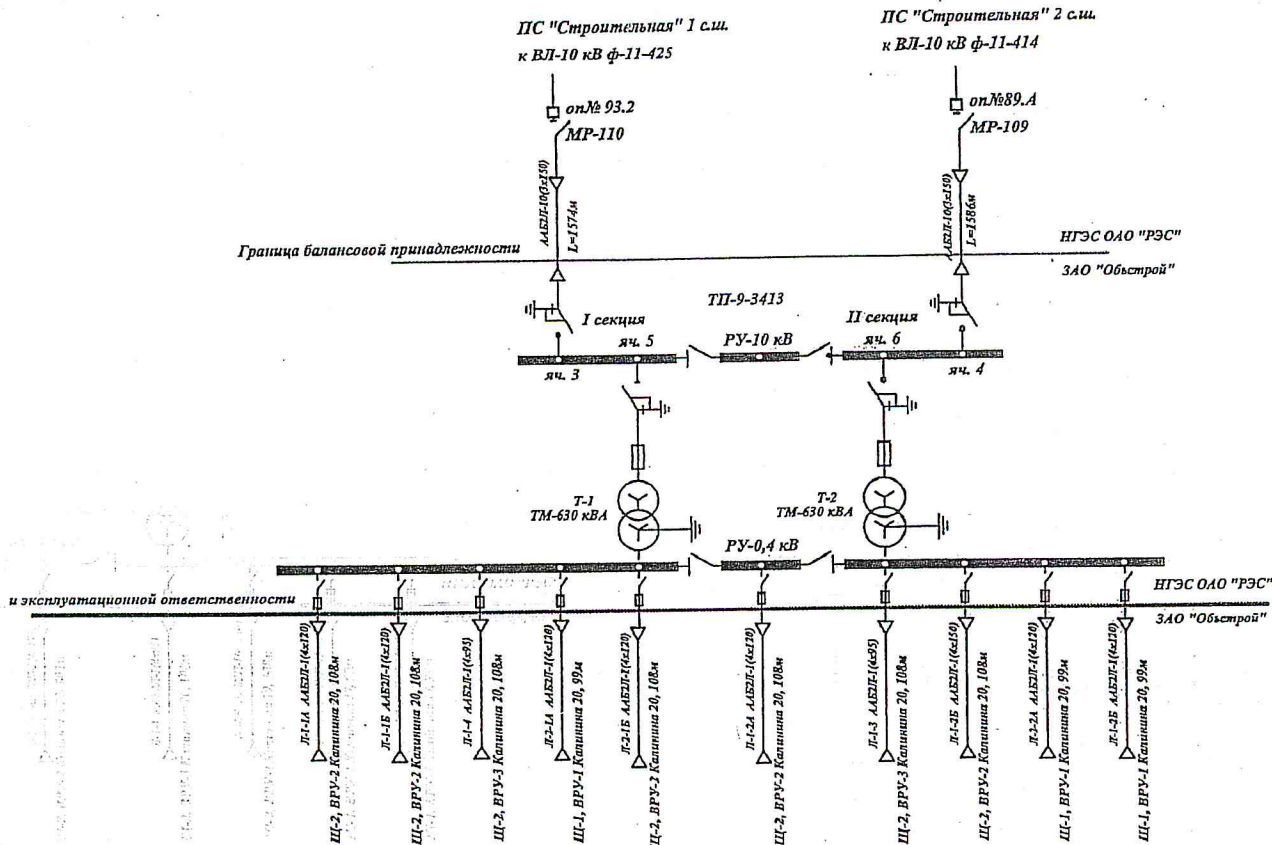 ПС "Строительная" 1 с.ш.
к ВЛ-10 кВ ф-11-425
ПС "Строительная" 2 с.ш.
к ВЛ-10 кВ ф-11-414
оп№ 93.2
МР-110
оп№89.А
МР-109
ААБ2Л-10(3х150)
L=1574м
ААБ2Л-10(3х150)
L=1586м
Граница балансовой принадлежности
НГЭС ОАО "РЭС"
ЗАО "Обьстрой"
ТП-9-3413
I секция
II секция
яч. 5
РУ-10 кВ
яч. 6
яч. 3
яч. 4
Т-1
ТМ-630 кВА
Т-2
ТМ-630 кВА
РУ-0,4 кВ
и эксплуатационной ответственности
НГЭС ОАО "РЭС"
ЗАО "Обьстрой"
Л-1-1А ААБ2Л-1(4х120)
Щ-2, ВРУ-2 Калинина 20, 108м
Л-1-1Б ААБ2Л-1(4х120)
Щ-2, ВРУ-2 Калинина 20, 108м
Л-1-4 ААБ2Л-1(4х95)
Щ-2, ВРУ-3 Калинина 20, 108м
Л-2-1А ААБ2Л-1(4х120)
Щ-1, ВРУ-1 Калинина 20, 99м
Л-2-1Б ААБ2Л-1(4х120)
Щ-2, ВРУ-2 Калинина 20, 108м
Л-1-2А ААБ2Л-1(4х120)
Щ-2, ВРУ-2 Калинина 20, 108м
Л-1-3 ААБ2Л-1(4х95)
Щ-2, ВРУ-3 Калинина 20, 108м
Л-1-2Б ААБ2Л-1(4х150)
Щ-2, ВРУ-2 Калинина 20, 108м
Л-2-2А ААБ2Л-1(4х120)
Щ-1, ВРУ-1 Калинина 20, 99м
Л-1-2Б ААБ2Л-1(4х120)
Щ-1, ВРУ-1 Калинина 20, 99м